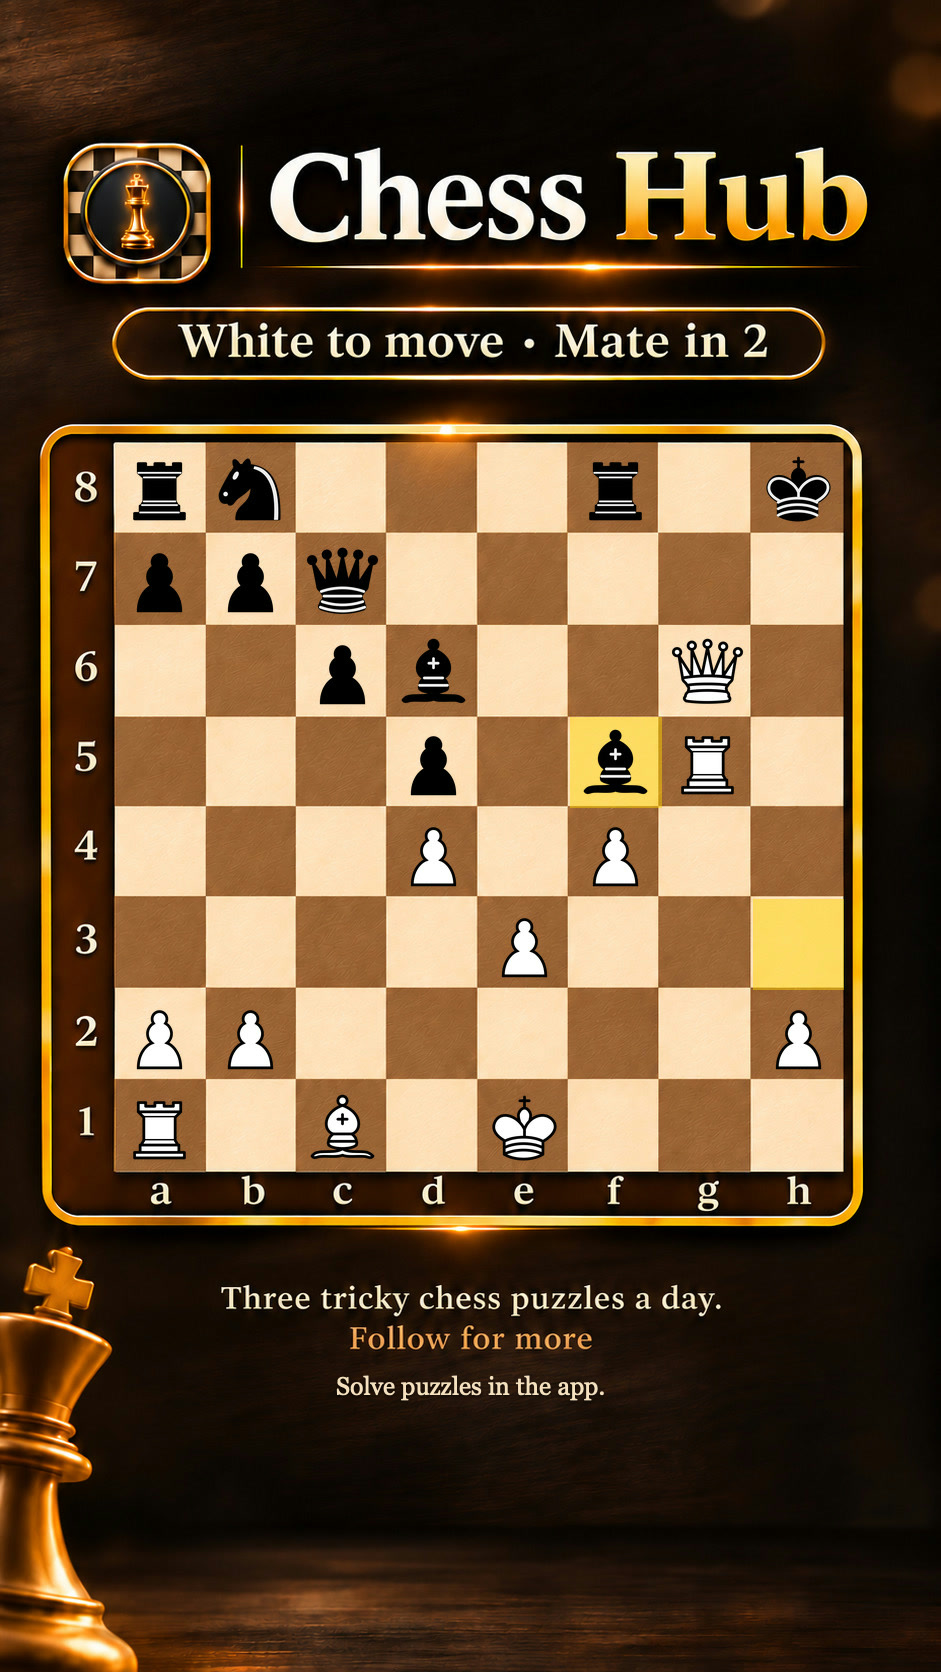 Chess Hub
White to move • Mate in 2
8
7
6
5
4
3
2
1
a b c d e f g h
Three tricky chess puzzles a day.
Follow for more
Solve puzzles in the app.